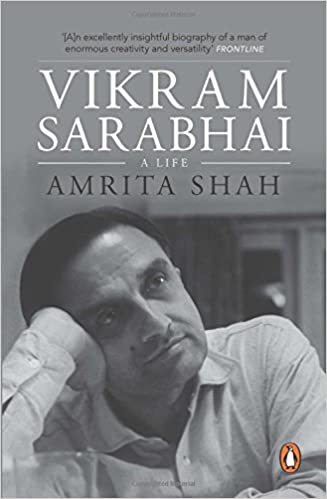 '[A]n excellently insightful biography of a man of
enormous creativity and versatility' FRONTLINE
VIKRAM
SARABHAI
A LIFE
AMRITA SHAH